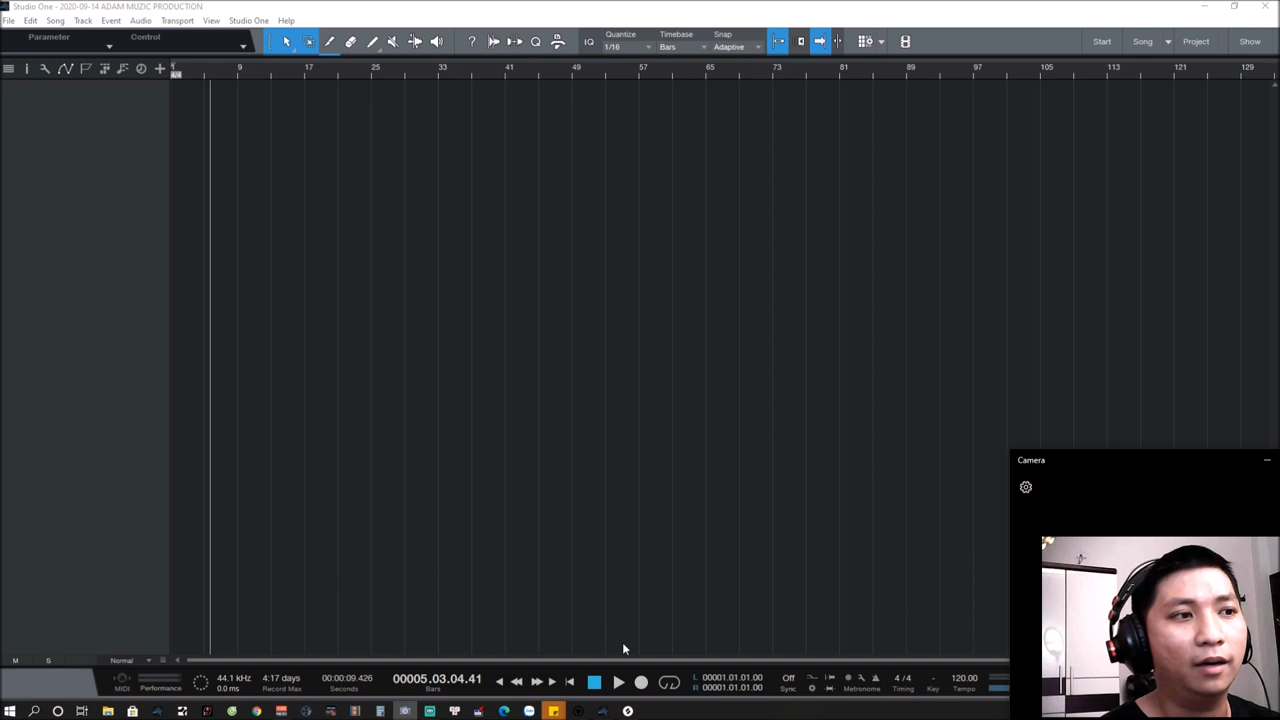 Studio One - 2020-09-14 ADAM MUZIC PRODUCTION
File Edit Song Track Event Audio Transport View Studio One Help
Parameter Control
Quantize Timebase Snap
1/16 Bars Adaptive
IQ
Start Song Project Show
1 9 17 25 33 41 49 57 65 73 81 89 97 105 113 121 129
4/4
Camera
M S Normal
44.1 kHz 4:17 days 00:00:09.426 00005.03.04.41 L 00001.01.01.00 Off 4 / 4 - 120.00
0.0 ms R 00001.01.01.00
MIDI Performance Record Max Seconds Bars Sync Metronome Timing Key Tempo